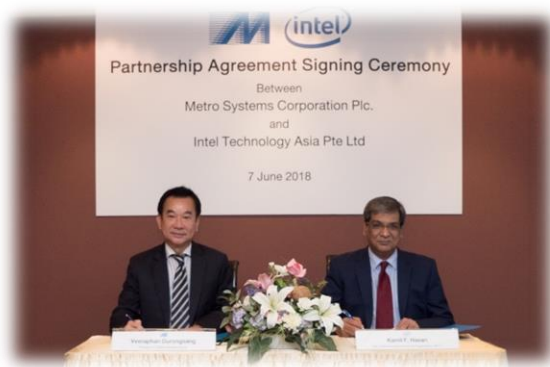 M intel
Partnership Agreement Signing Ceremony
Between
Metro Systems Corporation Plc.
and
Intel Technology Asia Pte Ltd
7 June 2018